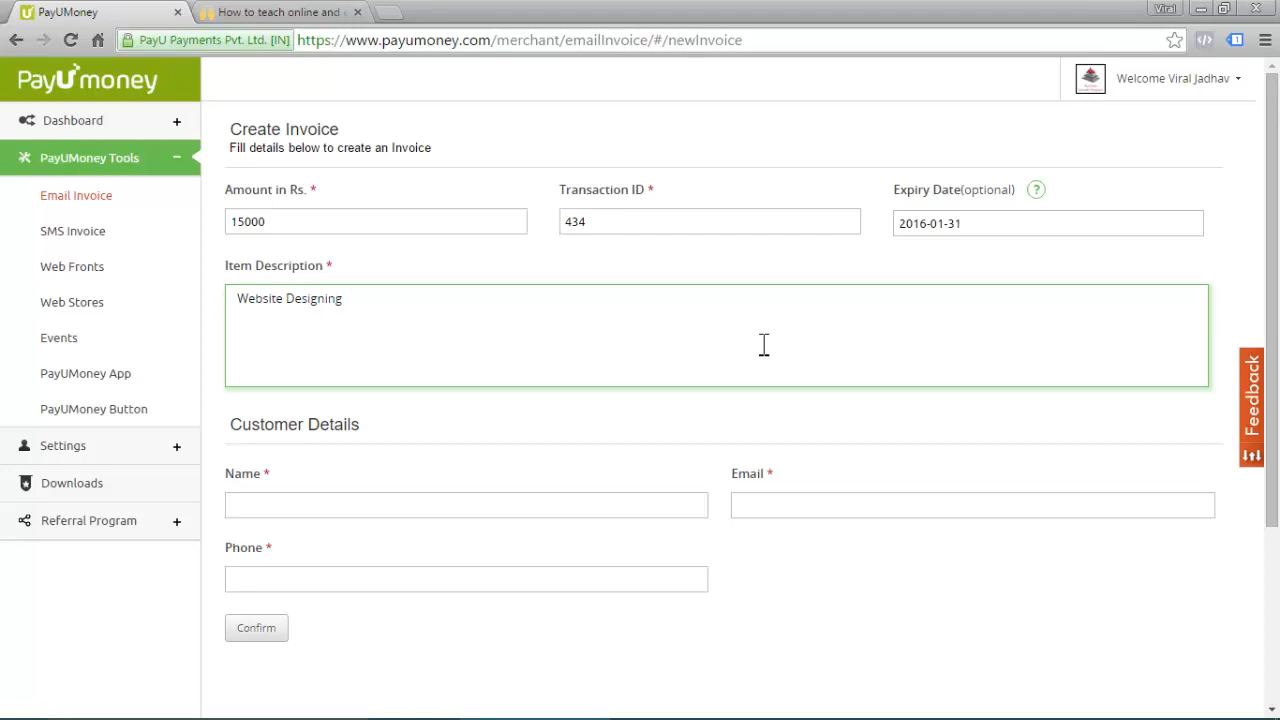 PayUMoney
How to teach online and
Viral
PayU Payments Pvt. Ltd. [IN]
https://www.payumoney.com/merchant/emailInvoice/#/newInvoice
PayUmoney
Welcome Viral Jadhav
Dashboard +
PayUMoney Tools −
Email Invoice
SMS Invoice
Web Fronts
Web Stores
Events
PayUMoney App
PayUMoney Button
Settings +
Downloads
Referral Program +
Create Invoice
Fill details below to create an Invoice
Amount in Rs. * Transaction ID * Expiry Date(optional) ?
15000 434 2016-01-31
Item Description *
Website Designing
Customer Details
Name * Email *
Phone *
Confirm
Feedback